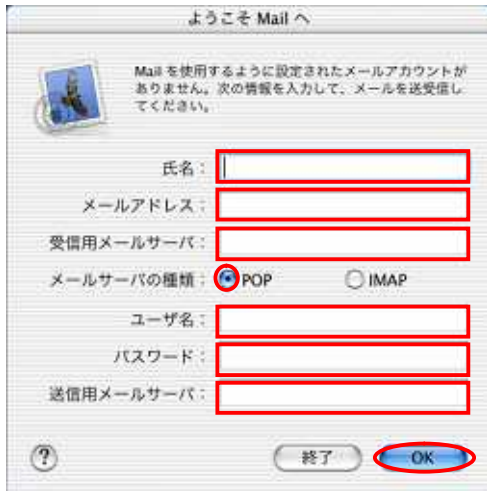 ようこそ Mail へ
Mail を使用するように設定されたメールアカウントが
ありません。次の情報を入力して、メールを送受信し
てください。
氏名：
メールアドレス：
受信用メールサーバ：
メールサーバの種類： POP IMAP
ユーザ名：
パスワード：
送信用メールサーバ：
? 終了 OK